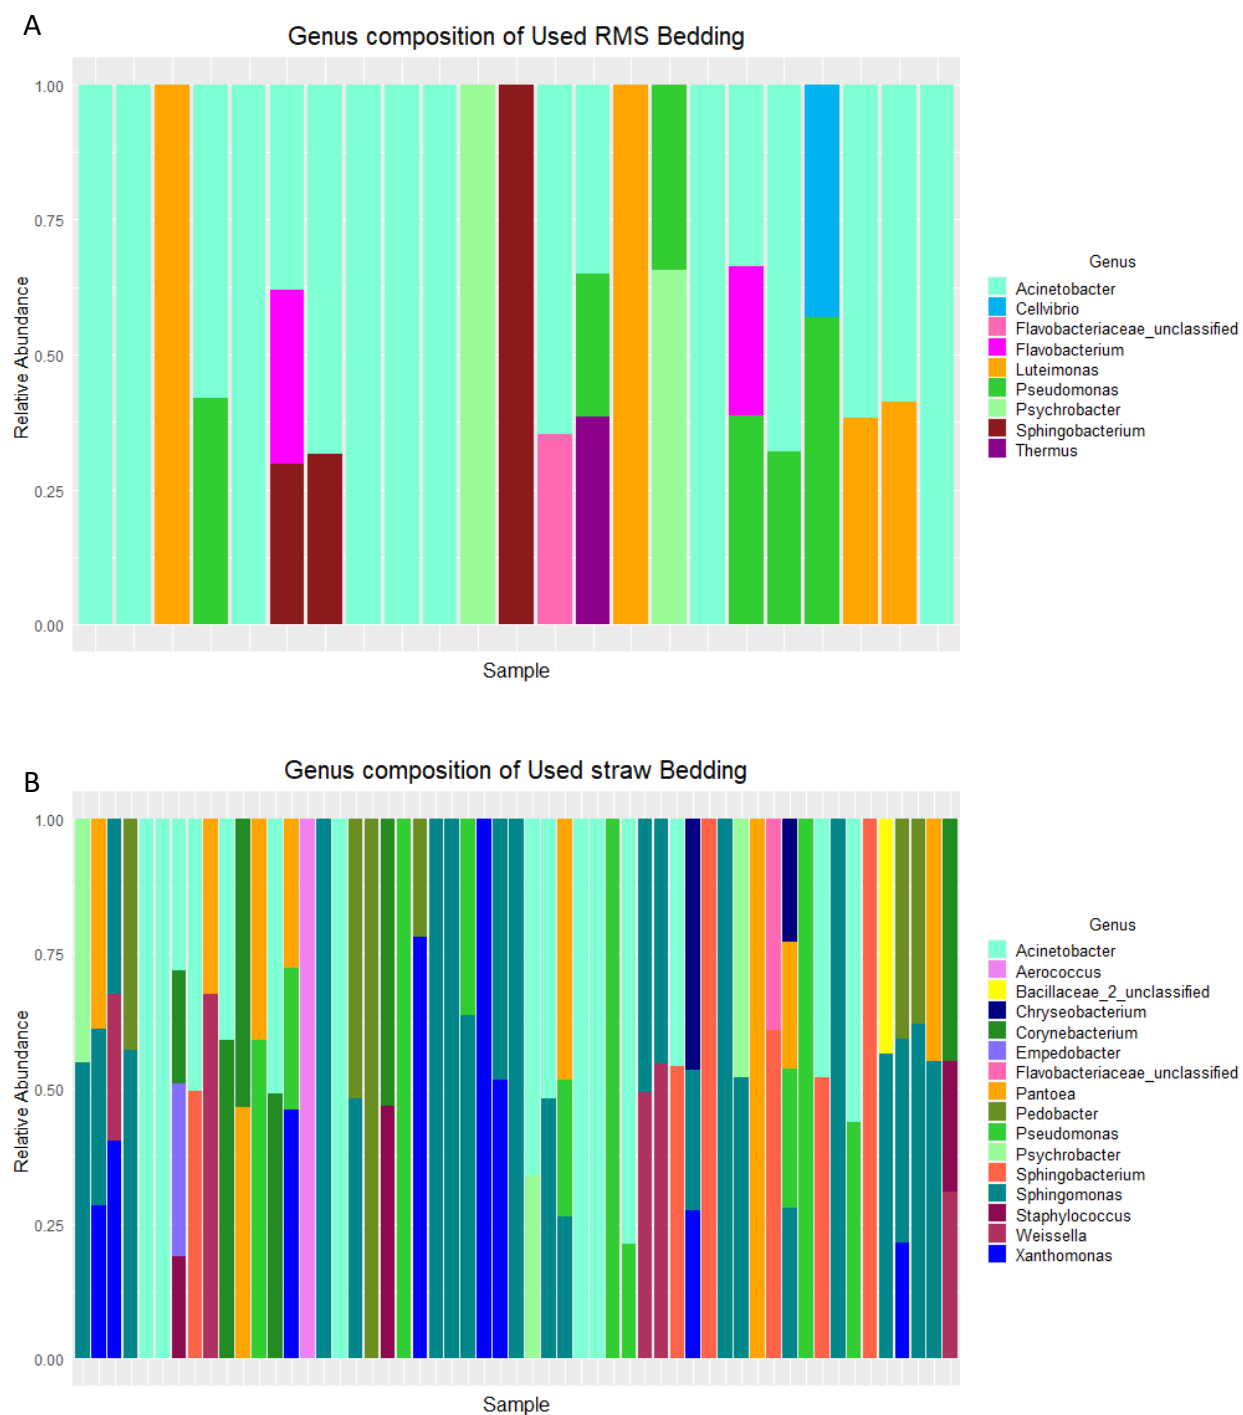 A
Genus composition of Used RMS Bedding
1.00
0.75
0.50
0.25
0.00
Relative Abundance
Sample
Genus
Acinetobacter
Cellvibrio
Flavobacteriaceae_unclassified
Flavobacterium
Luteimonas
Pseudomonas
Psychrobacter
Sphingobacterium
Thermus
B
Genus composition of Used straw Bedding
1.00
0.75
0.50
0.25
0.00
Relative Abundance
Sample
Genus
Acinetobacter
Aerococcus
Bacillaceae_2_unclassified
Chryseobacterium
Corynebacterium
Empedobacter
Flavobacteriaceae_unclassified
Pantoea
Pedobacter
Pseudomonas
Psychrobacter
Sphingobacterium
Sphingomonas
Staphylococcus
Weissella
Xanthomonas